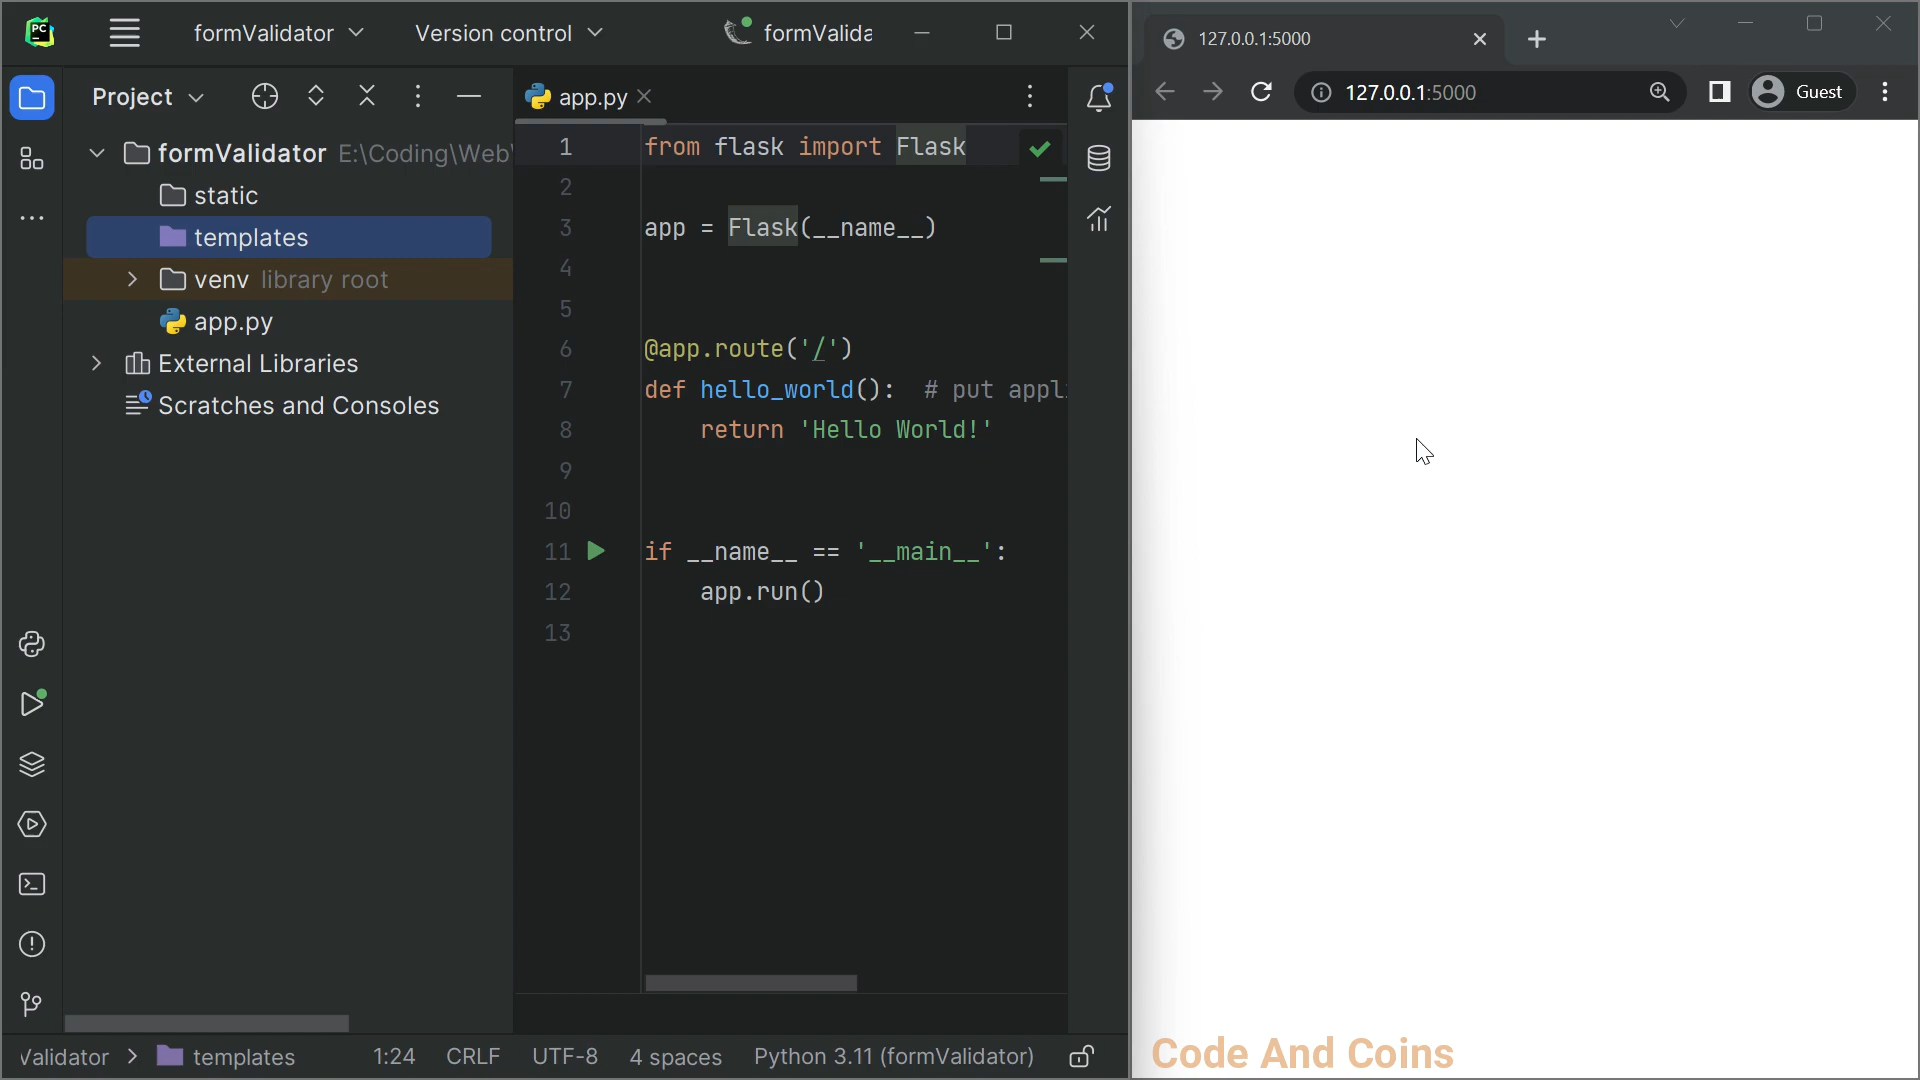 PC
formValidator
Version control
formValida
Project
formValidator E:\Coding\Web
static
templates
venv library root
app.py
External Libraries
Scratches and Consoles
app.py
1 from flask import Flask
2
3 app = Flask(__name__)
4
5
6 @app.route('/')
7 def hello_world(): # put appli
8 return 'Hello World!'
9
10
11 if __name__ == '__main__':
12 app.run()
13
Validator > templates
1:24 CRLF UTF-8 4 spaces Python 3.11 (formValidator)
127.0.0.1:5000
127.0.0.1:5000
Guest
Code And Coins